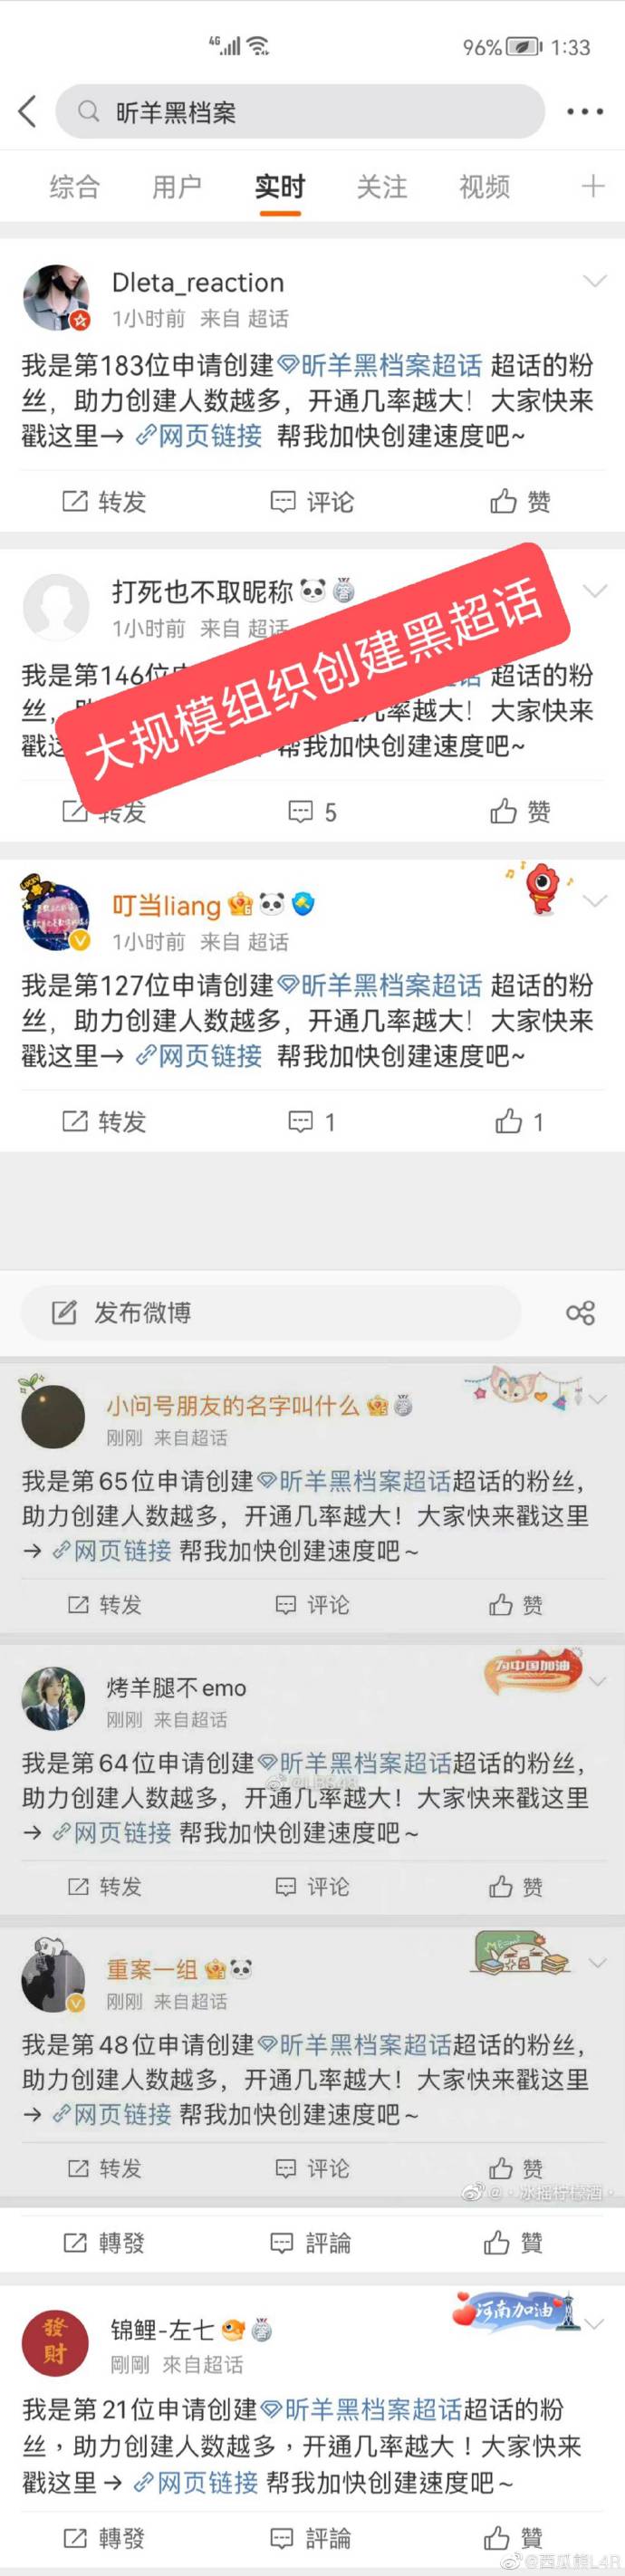 4G 96% 1:33
昕羊黑档案
综合 用户 实时 关注 视频
Dleta_reaction
1小时前 来自 超话
我是第183位申请创建昕羊黑档案超话 超话的粉
丝，助力创建人数越多，开通几率越大！大家快来
戳这里→ 网页链接 帮我加快创建速度吧~
转发 评论 赞
打死也不取昵称
1小时前 来自 超话
大规模组织创建黑超话
我是第146位 超话的粉
丝， 率越大！大家快来
戳这 帮我加快创建速度吧~
转发 5 赞
叮当liang
1小时前 来自 超话
我是第127位申请创建昕羊黑档案超话 超话的粉
丝，助力创建人数越多，开通几率越大！大家快来
戳这里→ 网页链接 帮我加快创建速度吧~
转发 1 1
发布微博
小问号朋友的名字叫什么
刚刚 来自超话
我是第65位申请创建昕羊黑档案超话超话的粉丝，
助力创建人数越多，开通几率越大！大家快来戳这里
→ 网页链接 帮我加快创建速度吧~
转发 评论 赞
为中国加油
烤羊腿不emo
刚刚 来自超话
我是第64位申请创建昕羊黑档案超话超话的粉丝，
助力创建人数越多，开通几率越大！大家快来戳这里
→ 网页链接 帮我加快创建速度吧~
转发 评论 赞
重案一组
刚刚 来自超话
我是第48位申请创建昕羊黑档案超话超话的粉丝，
助力创建人数越多，开通几率越大！大家快来戳这里
→ 网页链接 帮我加快创建速度吧~
转发 评论 赞
轉發 評論 贊
發財
河南加油
锦鲤-左七
剛剛 來自超話
我是第21位申请创建昕羊黑档案超话超话的粉
丝，助力创建人数越多，开通几率越大！大家快来
戳這里→ 网页链接 帮我加快创建速度吧~
轉發 評論 贊